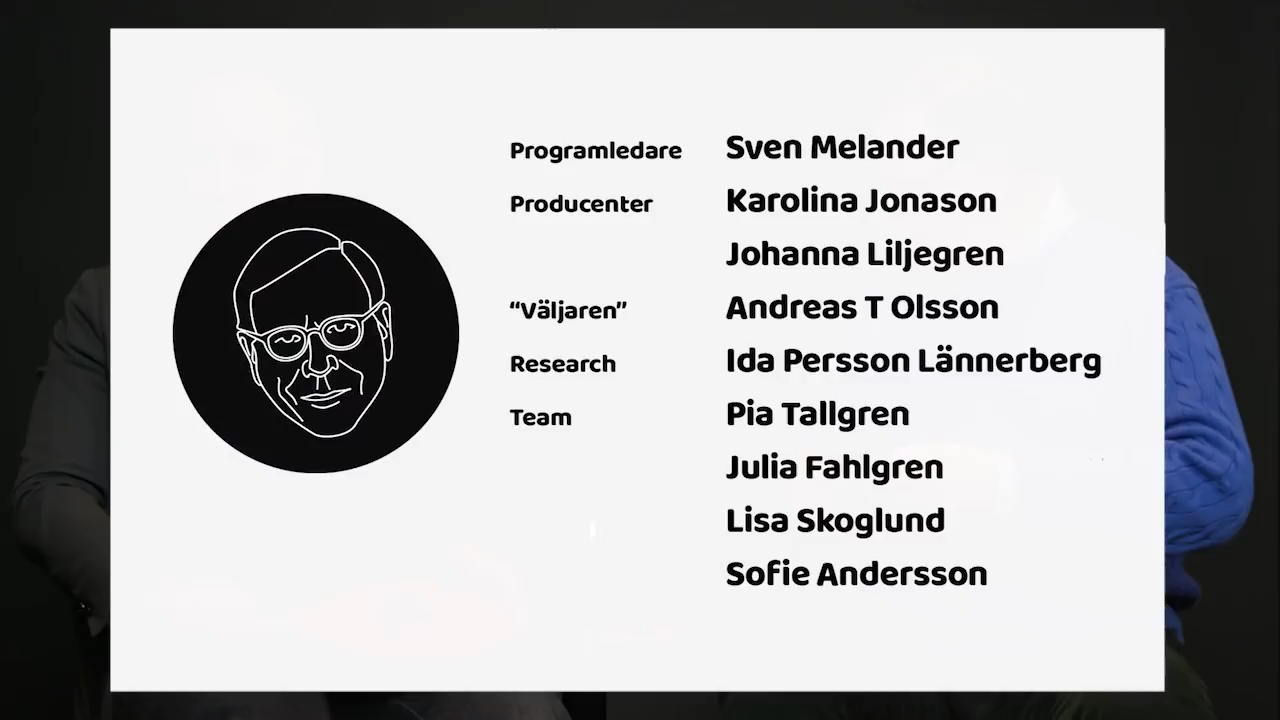 Programledare Sven Melander
Producenter Karolina Jonason
Johanna Liljegren
“Väljaren” Andreas T Olsson
Research Ida Persson Lännerberg
Team Pia Tallgren
Julia Fahlgren
Lisa Skoglund
Sofie Andersson